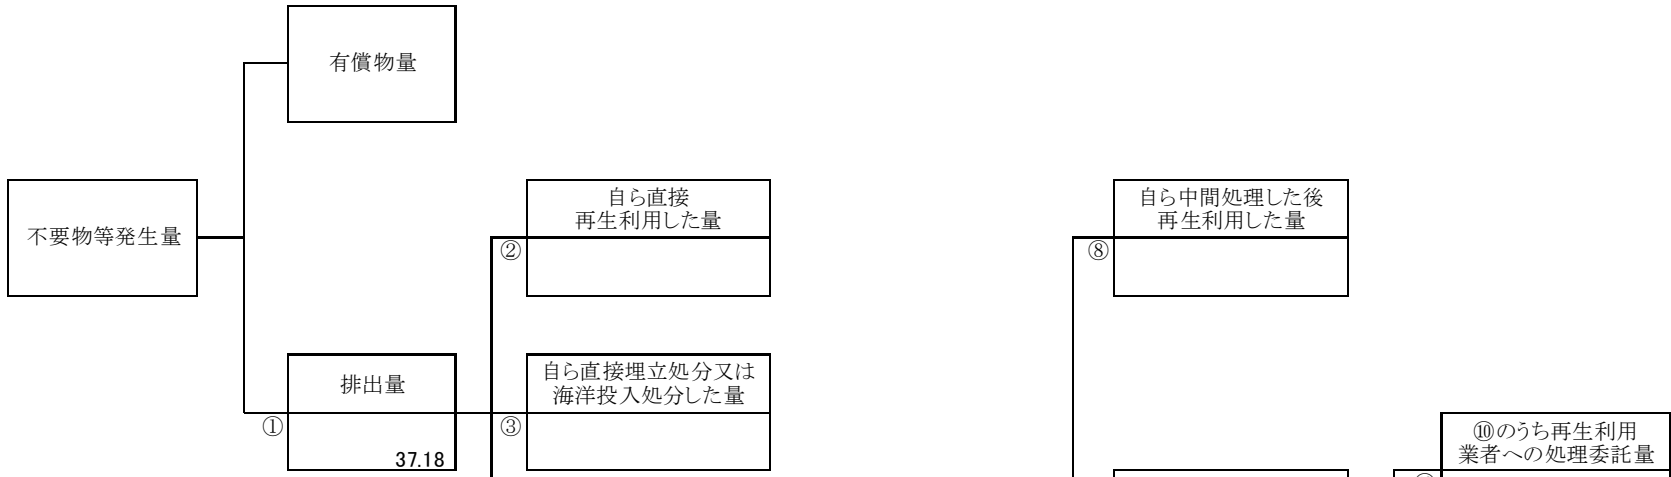 有償物量
不要物等発生量
自ら直接
再生利用した量
②
自ら中間処理した後
再生利用した量
⑧
排出量
①
37.18
自ら直接埋立処分又は
海洋投入処分した量
③
⑩のうち再生利用
業者への処理委託量